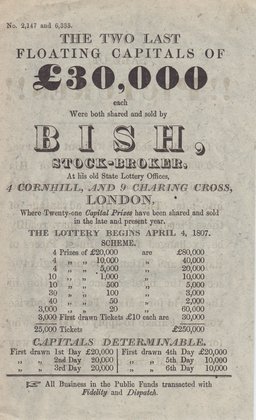 No. 2,147 and 6,353.
THE TWO LAST
FLOATING CAPITALS OF
£30,000
each
Were both shared and sold by
BISH,
STOCK-BROKER,
At his old State Lottery Offices,
4 CORNHILL, AND 9 CHARING CROSS,
LONDON.
Where Twenty-one Capital Prizes have been shared and sold
in the late and present year.
THE LOTTERY BEGINS APRIL 4, 1807.
SCHEME.
4 Prizes of £20,000 are £80,000
4 „ „ 10,000 „ 40,000
4 „ „ 5,000 „ 20,000
10 „ „ 1,000 „ 10,000
10 „ „ 500 „ 5,000
30 „ „ 100 „ 3,000
40 „ „ 50 „ 2,000
3,000 „ „ 20 „ 60,000
3,000 First drawn Tickets £10 each are 30,000
25,000 Tickets £250,000
CAPITALS DETERMINABLE.
First drawn 1st Day £20,000 First drawn 4th Day £20,000
„ „ 2nd Day 20,000 „ „ 5th Day 10,000
„ „ 3rd Day 20,000 „ „ 6th Day 10,000
☞ All Business in the Public Funds transacted with
Fidelity and Dispatch.